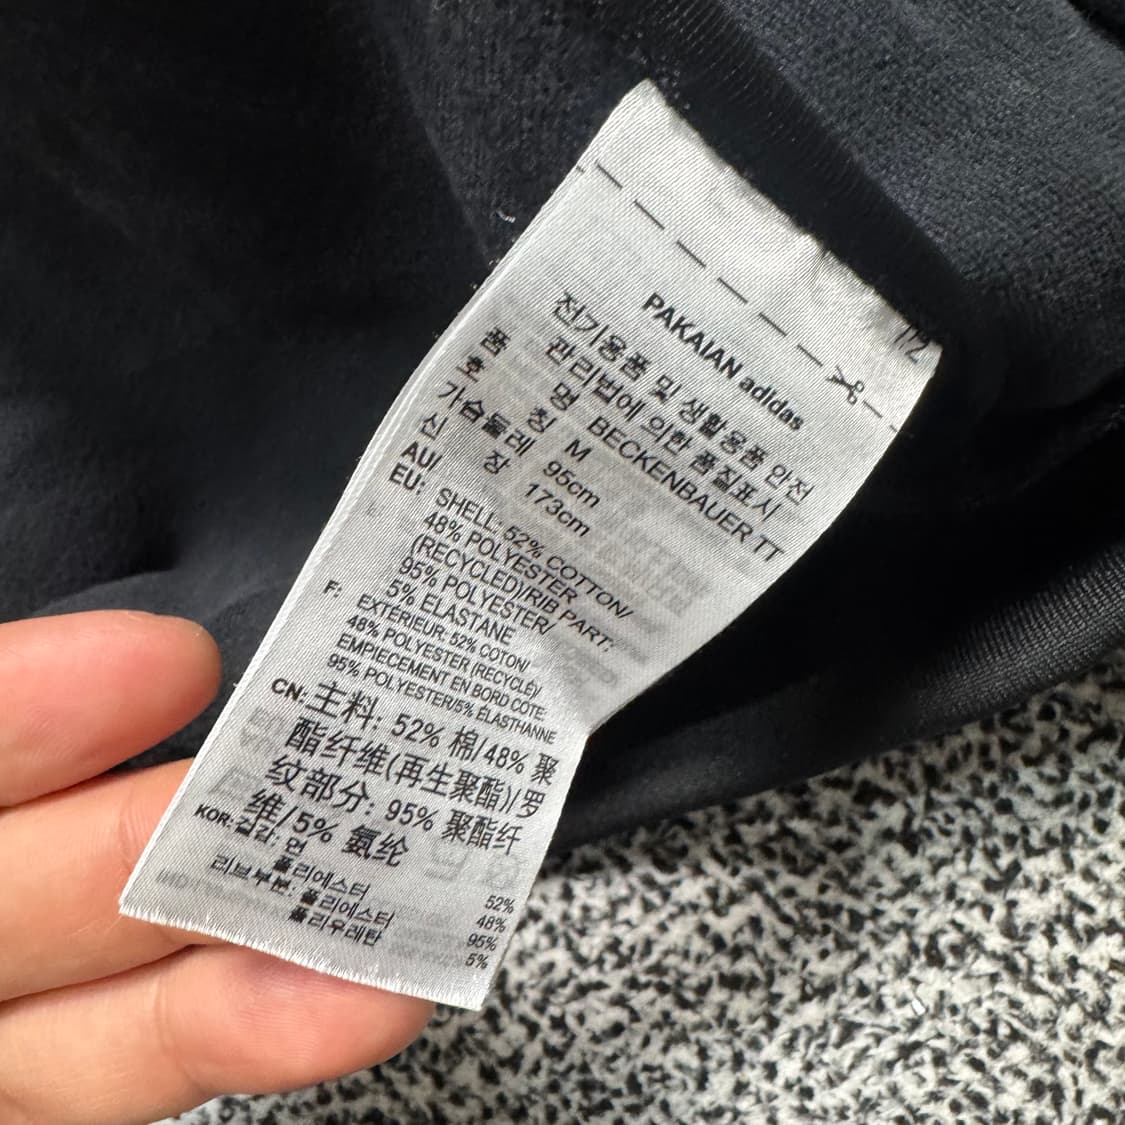 1/2
PAKAIAN adidas
전기용품 및 생활용품 안전
관리법에 의한 품질표시
품 명 BECKENBAUER TT
호 칭 M
가슴둘레 95cm
신 장 173cm
AU/
EU: SHELL: 52% COTTON/
48% POLYESTER
(RECYCLED)/RIB PART:
95% POLYESTER/
5% ELASTANE
F: EXTÉRIEUR: 52% COTON/
48% POLYESTER (RECYCLÉ)/
EMPIECEMENT EN BORD COTE:
95% POLYESTER/5% ÉLASTHANNE
CN: 主料: 52% 棉/48% 聚
酯纤维(再生聚酯)/罗
纹部分: 95% 聚酯纤
维/5% 氨纶
KOR: 겉감: 면 52%
폴리에스터 48%
리브부분: 폴리에스터 95%
폴리우레탄 5%